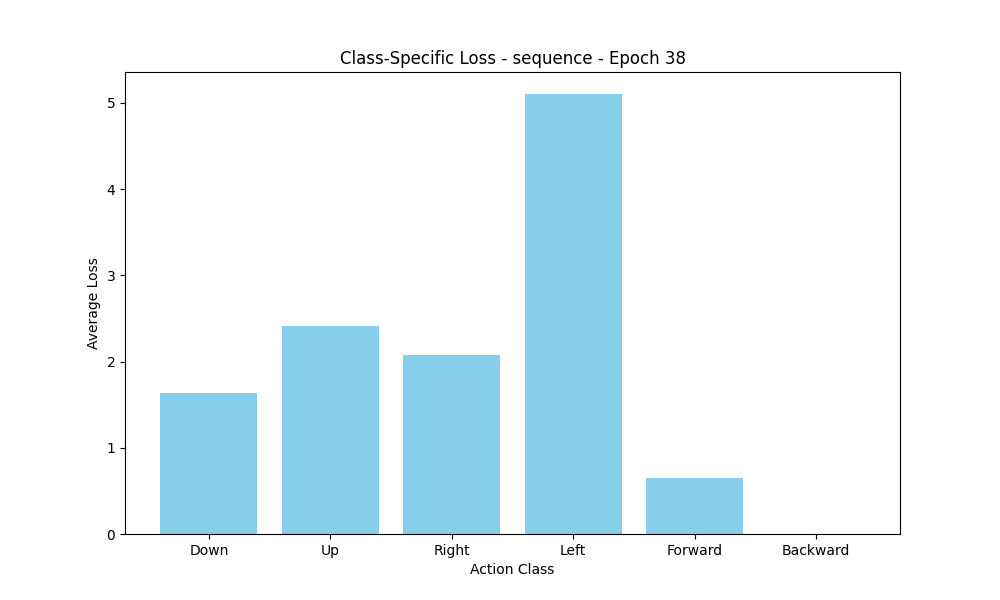 Class-Specific Loss - sequence - Epoch 38
Average Loss
5
4
3
2
1
0
Down Up Right Left Forward Backward
Action Class